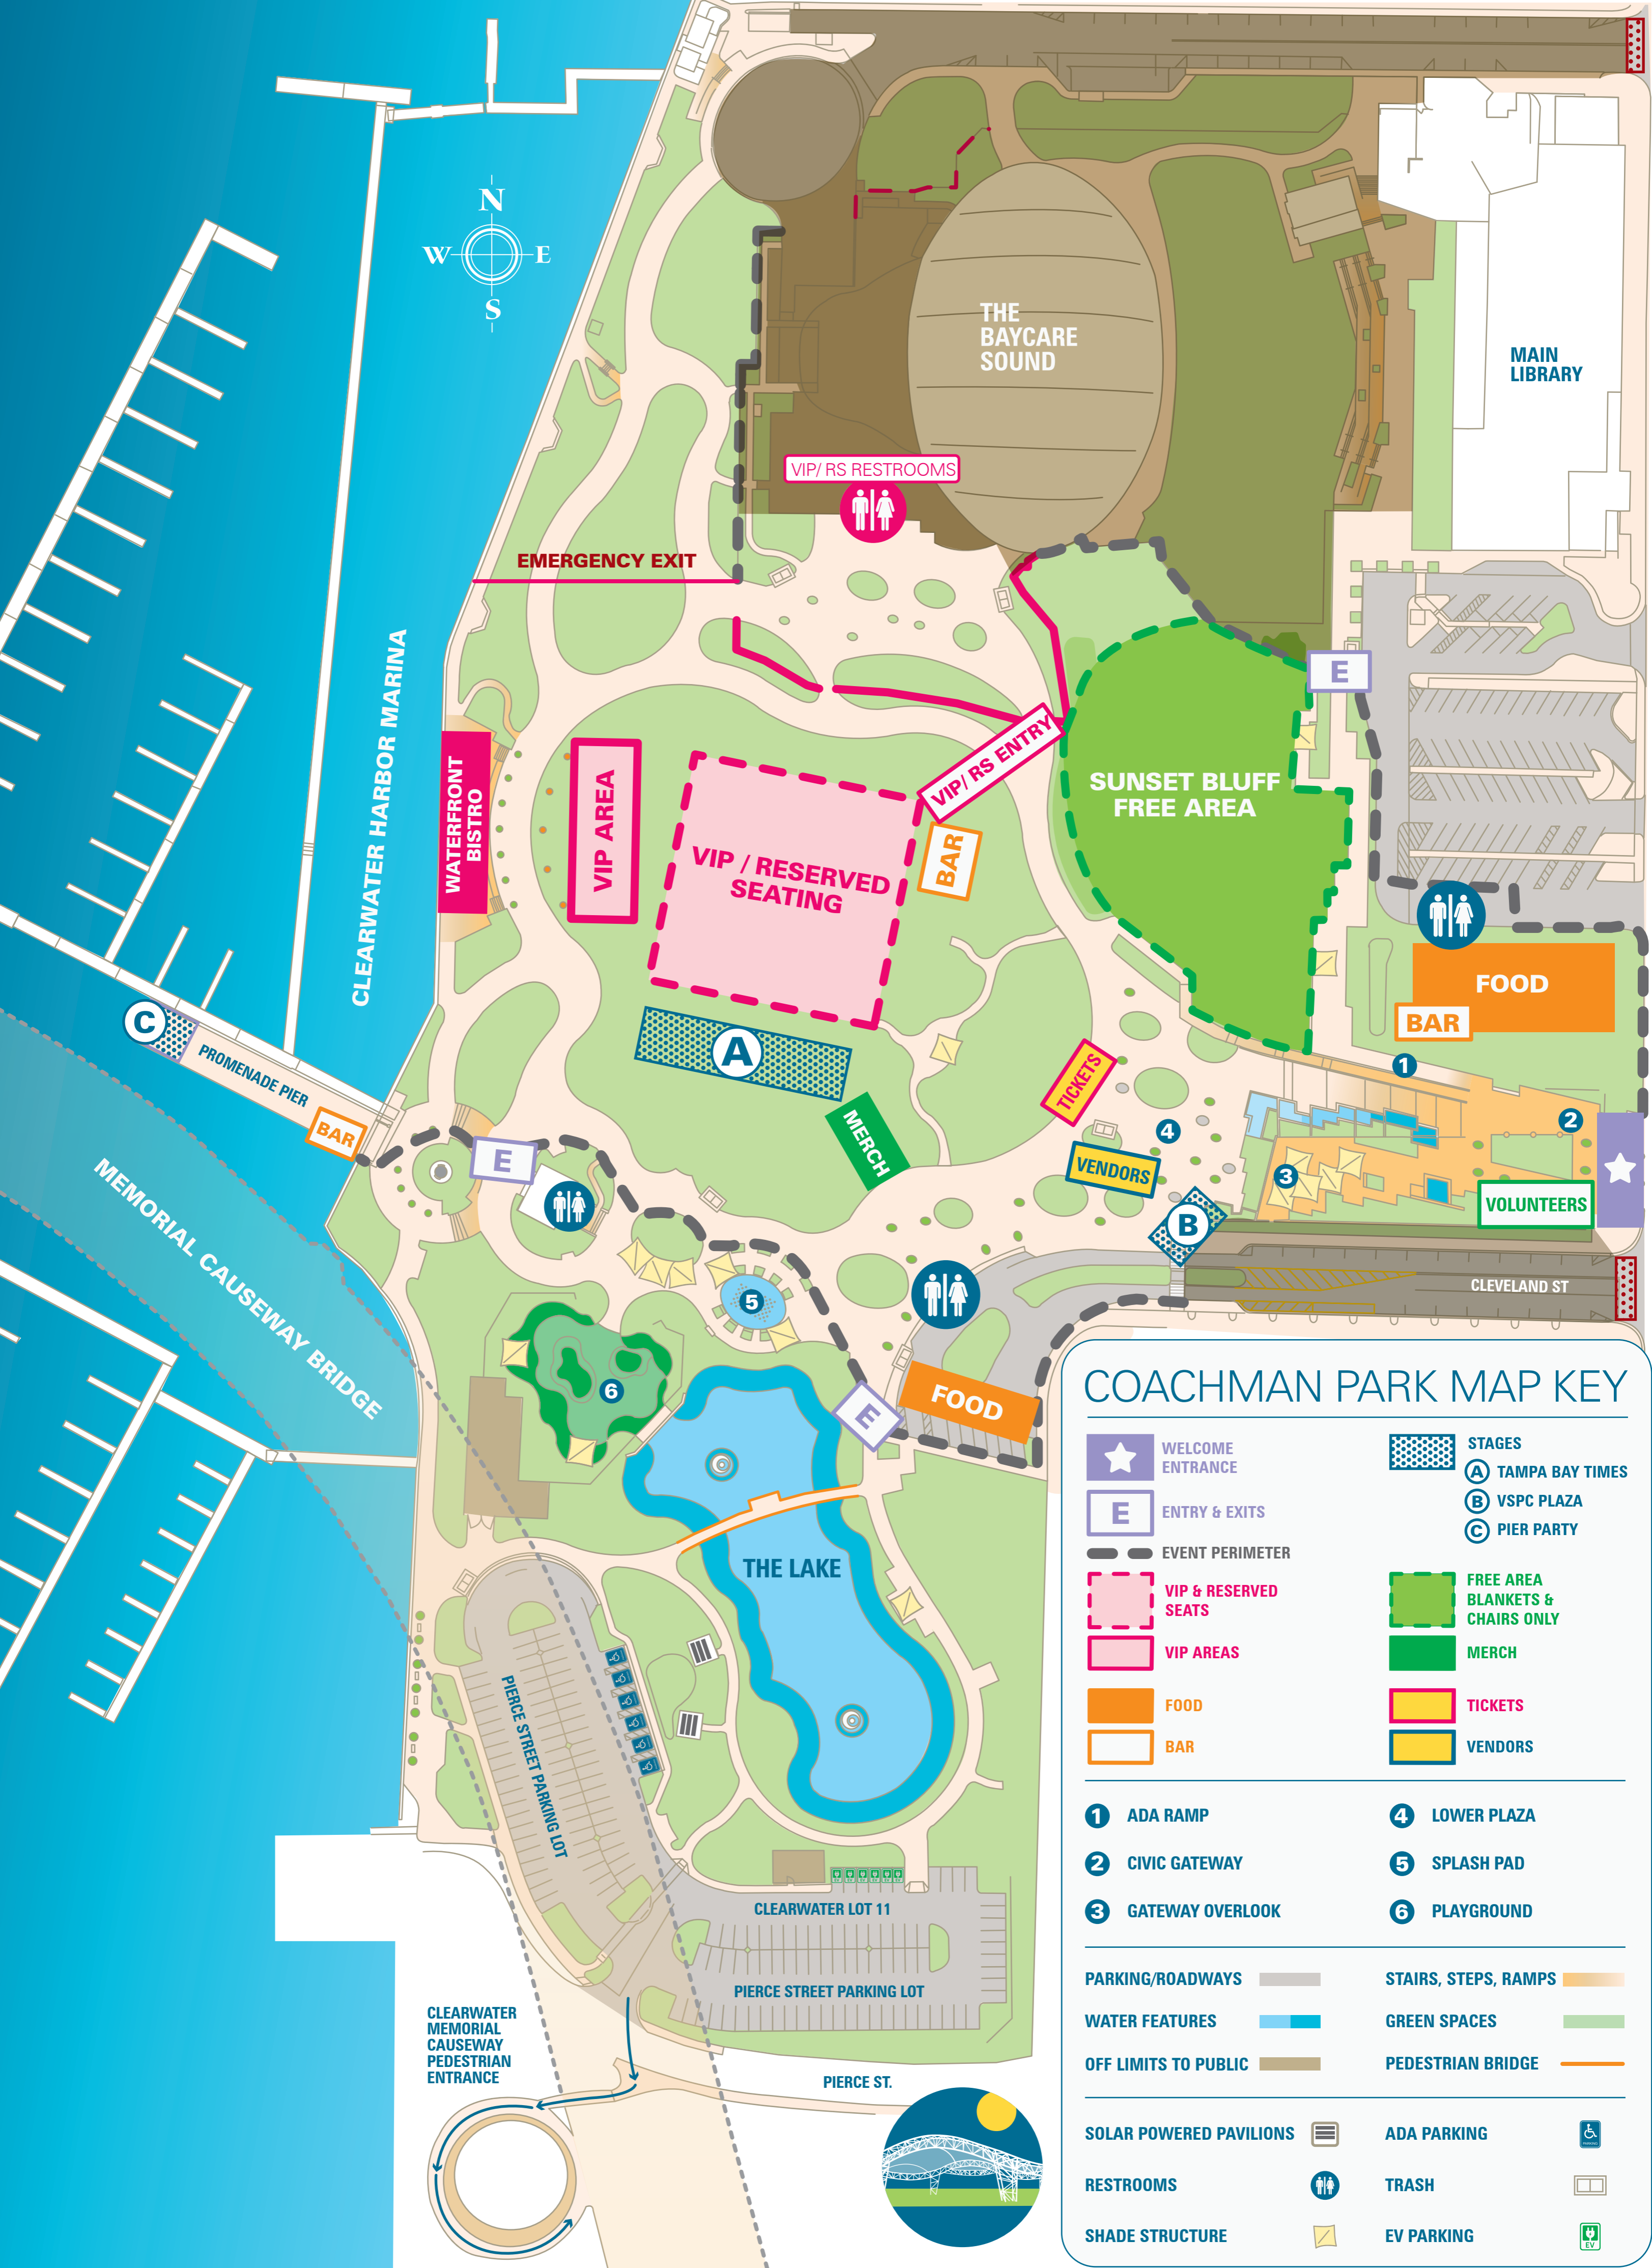 N
W
E
S
THE
BAYCARE
SOUND
MAIN
LIBRARY
VIP/ RS RESTROOMS
EMERGENCY EXIT
E
CLEARWATER HARBOR MARINA
WATERFRONT
BISTRO
VIP AREA
VIP / RESERVED
SEATING
VIP/ RS ENTRY
BAR
SUNSET BLUFF
FREE AREA
FOOD
BAR
C
PROMENADE PIER
BAR
A
MERCH
TICKETS
1
2
4
VENDORS
3
VOLUNTEERS
B
E
MEMORIAL CAUSEWAY BRIDGE
5
CLEVELAND ST
6
E
FOOD
THE LAKE
PIERCE STREET PARKING LOT
CLEARWATER LOT 11
PIERCE STREET PARKING LOT
CLEARWATER
MEMORIAL
CAUSEWAY
PEDESTRIAN
ENTRANCE
PIERCE ST.
COACHMAN PARK MAP KEY
WELCOME
ENTRANCE
E ENTRY & EXITS
EVENT PERIMETER
VIP & RESERVED
SEATS
VIP AREAS
FOOD
BAR
STAGES
A TAMPA BAY TIMES
B VSPC PLAZA
C PIER PARTY
FREE AREA
BLANKETS &
CHAIRS ONLY
MERCH
TICKETS
VENDORS
1 ADA RAMP
2 CIVIC GATEWAY
3 GATEWAY OVERLOOK
4 LOWER PLAZA
5 SPLASH PAD
6 PLAYGROUND
PARKING/ROADWAYS
WATER FEATURES
OFF LIMITS TO PUBLIC
STAIRS, STEPS, RAMPS
GREEN SPACES
PEDESTRIAN BRIDGE
SOLAR POWERED PAVILIONS
RESTROOMS
SHADE STRUCTURE
ADA PARKING
TRASH
EV PARKING
EV